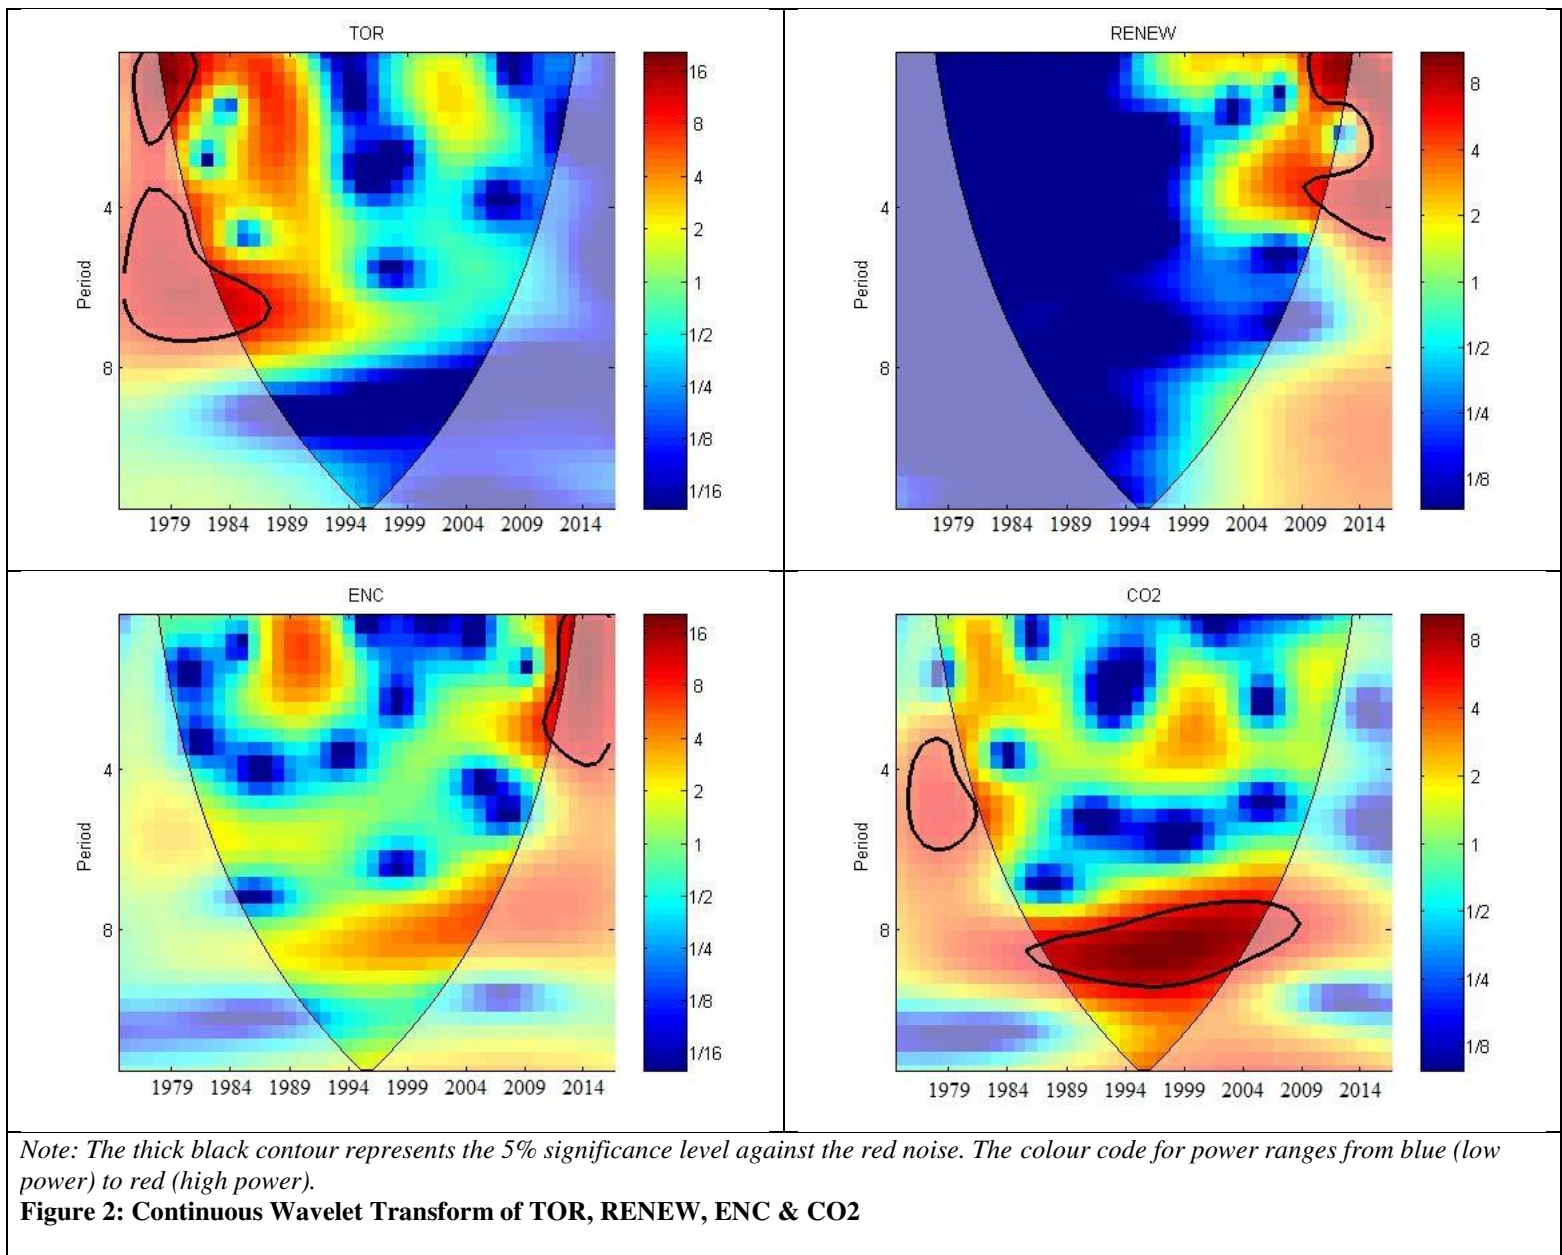 TOR
Period
4
8
1979 1984 1989 1994 1999 2004 2009 2014
16
8
4
2
1
1/2
1/4
1/8
1/16
RENEW
Period
4
8
1979 1984 1989 1994 1999 2004 2009 2014
8
4
2
1
1/2
1/4
1/8
ENC
Period
4
8
1979 1984 1989 1994 1999 2004 2009 2014
16
8
4
2
1
1/2
1/4
1/8
1/16
CO2
Period
4
8
1979 1984 1989 1994 1999 2004 2009 2014
8
4
2
1
1/2
1/4
1/8
Note: The thick black contour represents the 5% significance level against the red noise. The colour code for power ranges from blue (low
power) to red (high power).
Figure 2: Continuous Wavelet Transform of TOR, RENEW, ENC & CO2